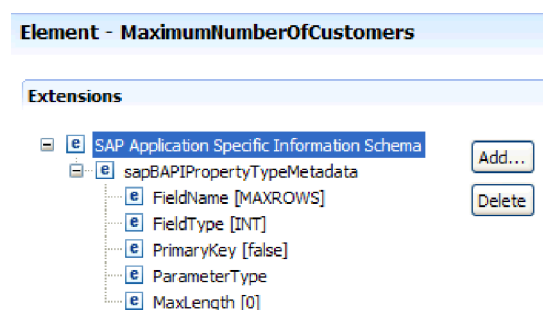 Element - MaximumNumberOfCustomers
Extensions
SAP Application Specific Information Schema
sapBAPIPropertyTypeMetadata
FieldName [MAXROWS]
FieldType [INT]
PrimaryKey [false]
ParameterType
MaxLength [0]
Add...
Delete